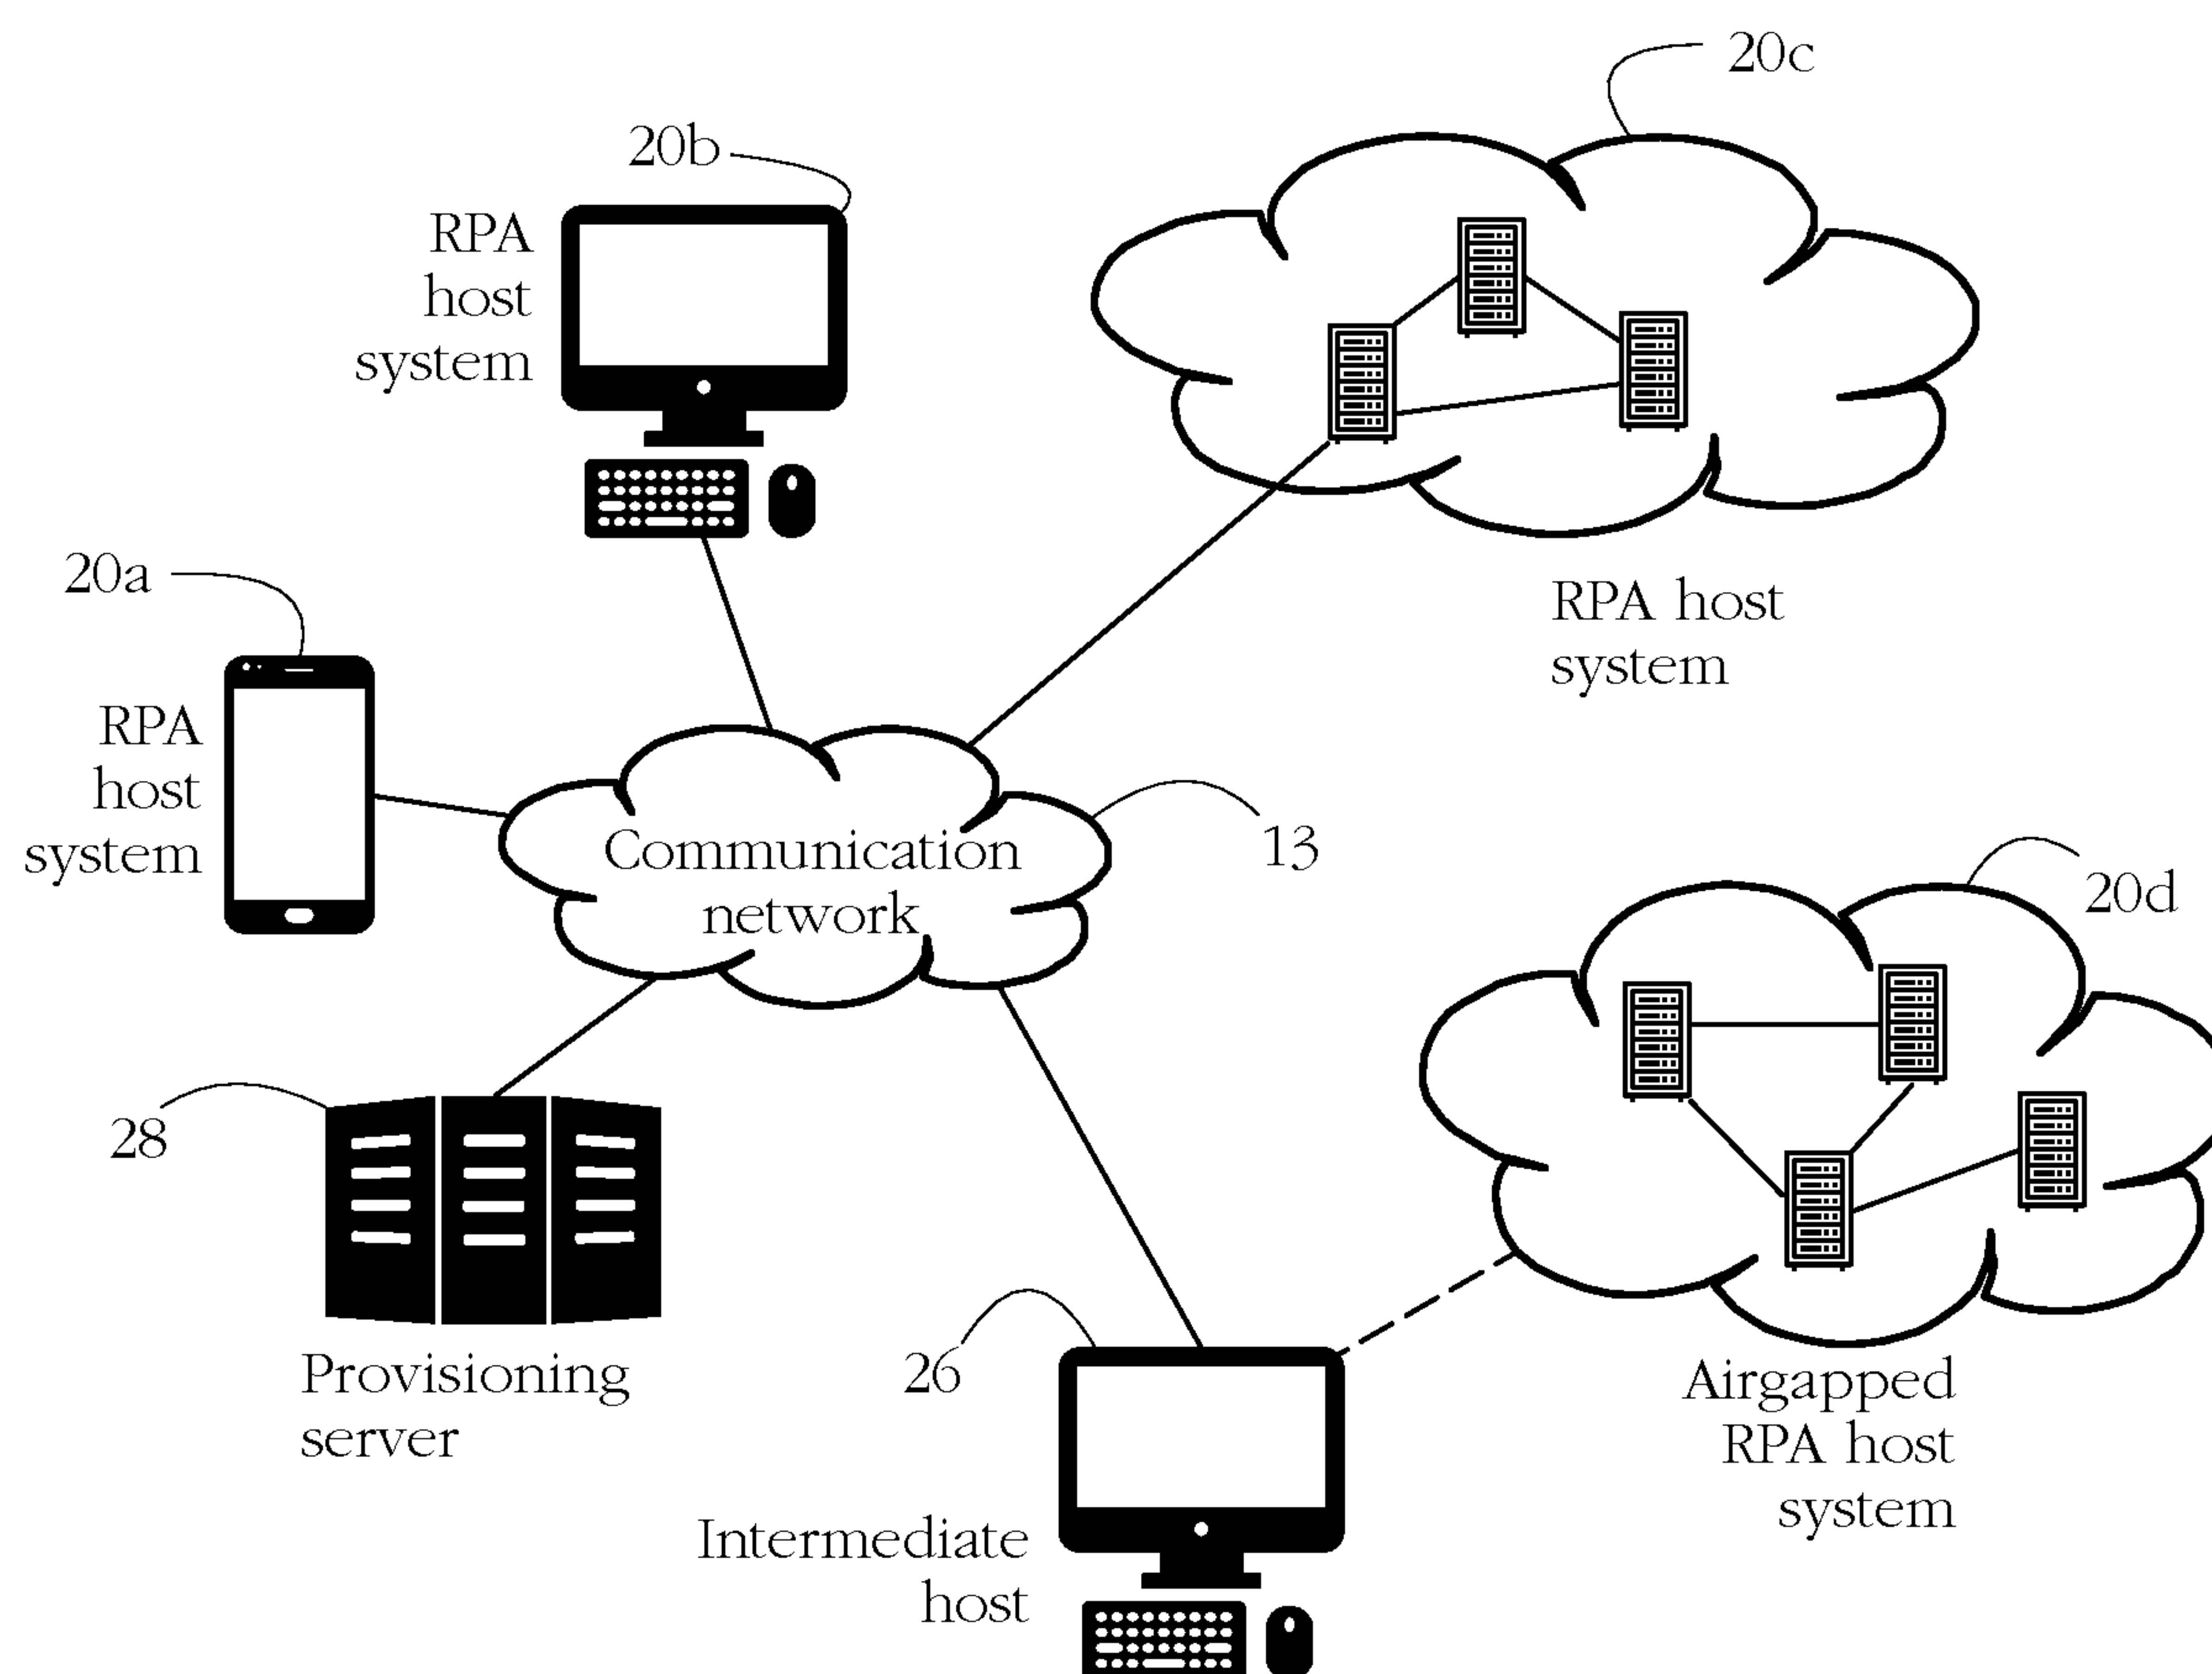 20c
20b
RPA
host
system
20a
RPA host
system
RPA
host
system
Communication
network
13
20d
28
Provisioning
server
26
Airgapped
RPA host
system
Intermediate
host